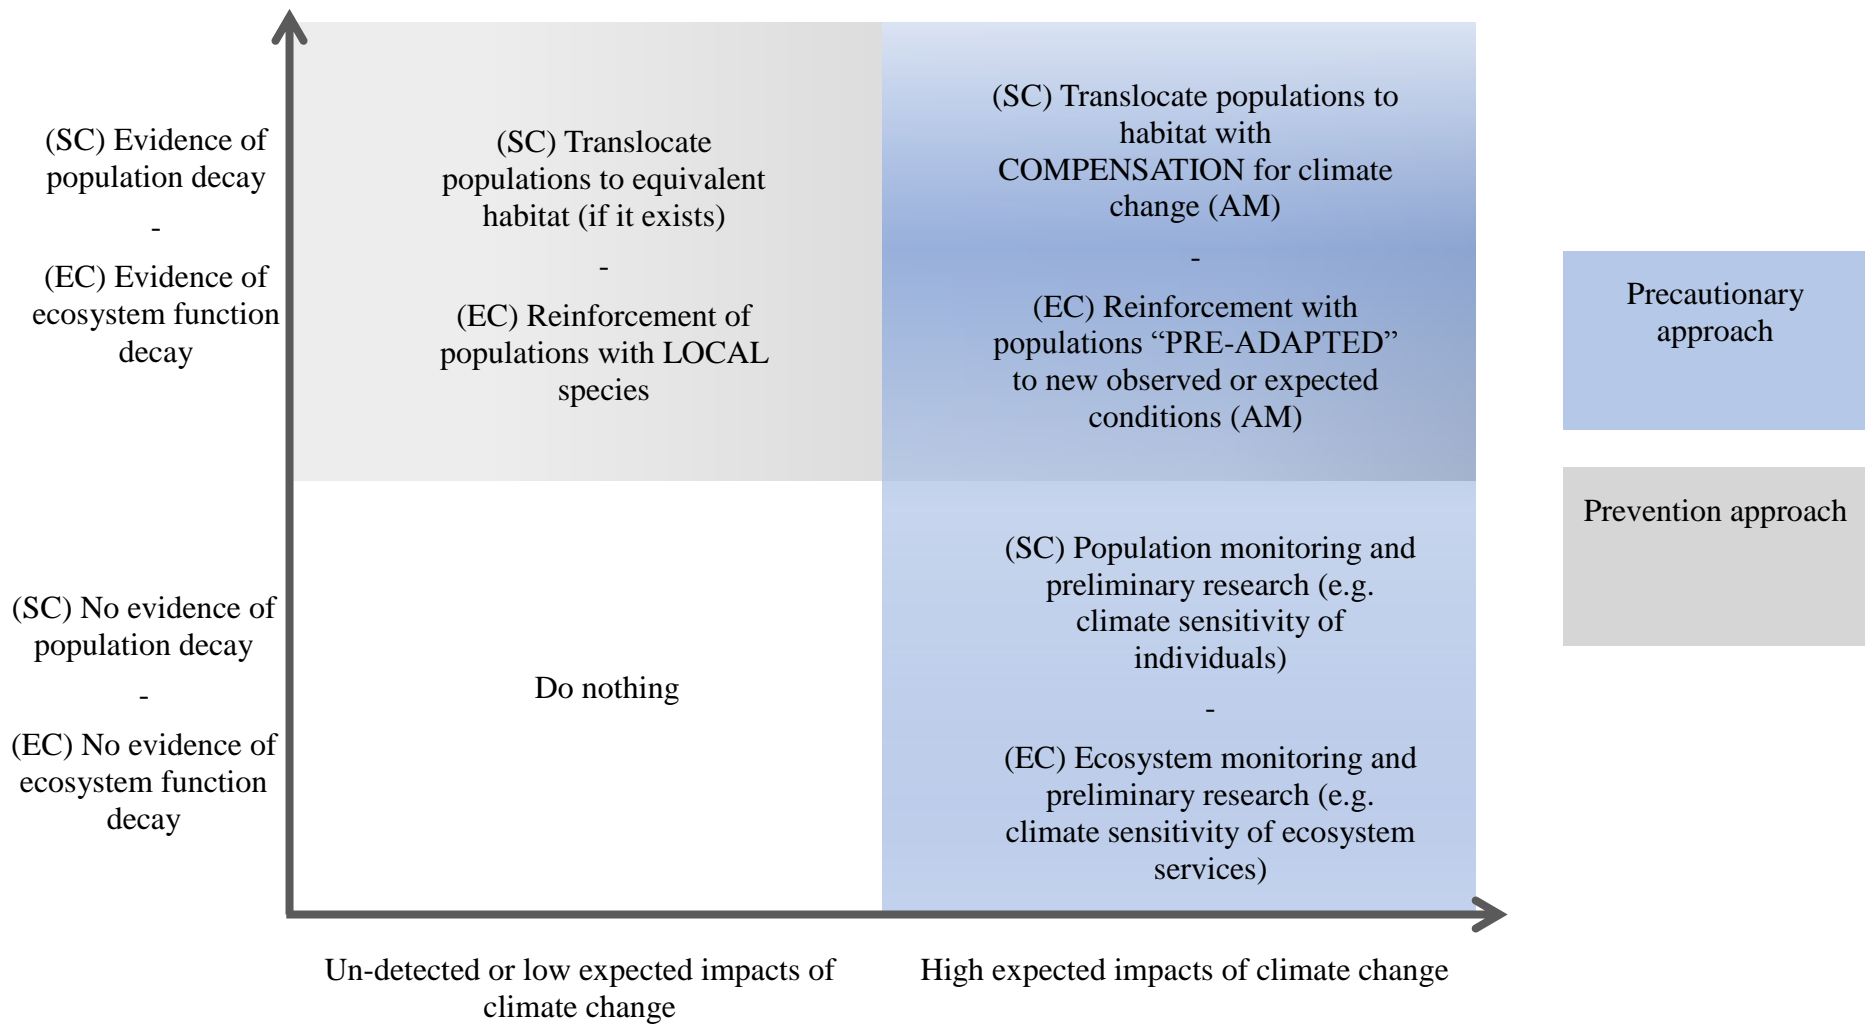 (SC) Evidence of
population decay
-
(EC) Evidence of
ecosystem function
decay
(SC) Translocate
populations to equivalent
habitat (if it exists)
-
(EC) Reinforcement of
populations with LOCAL
species
(SC) Translocate populations to
habitat with
COMPENSATION for climate
change (AM)
-
(EC) Reinforcement with
populations “PRE-ADAPTED”
to new observed or expected
conditions (AM)
Precautionary
approach
Prevention approach
(SC) No evidence of
population decay
-
(EC) No evidence of
ecosystem function
decay
Do nothing
(SC) Population monitoring and
preliminary research (e.g.
climate sensitivity of
individuals)
-
(EC) Ecosystem monitoring and
preliminary research (e.g.
climate sensitivity of ecosystem
services)
Un-detected or low expected impacts of
climate change
High expected impacts of climate change